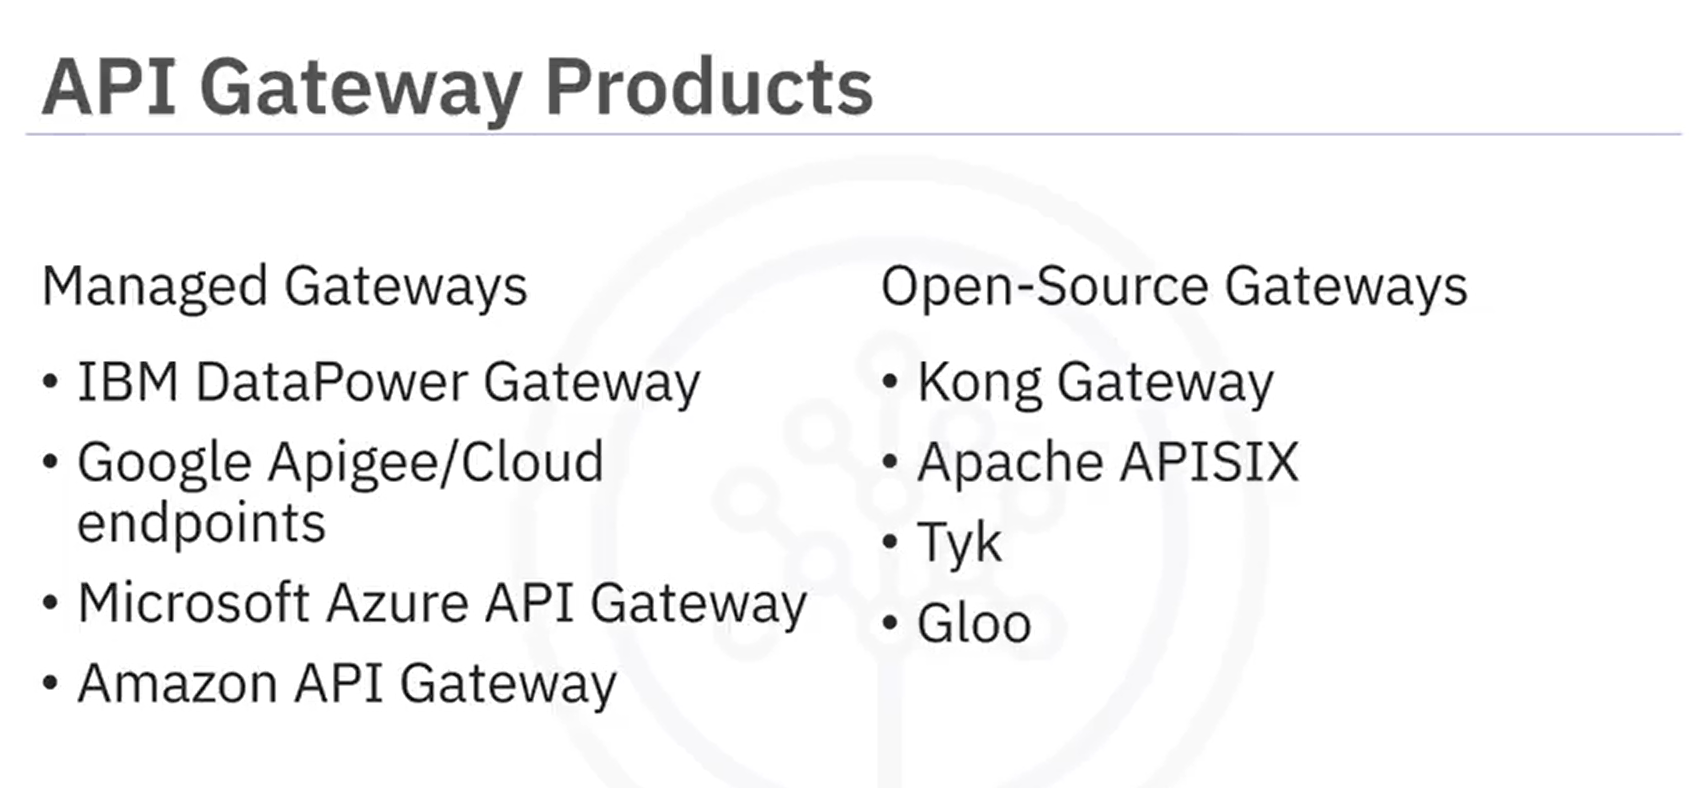 API Gateway Products
Managed Gateways
• IBM DataPower Gateway
• Google Apigee/Cloud
endpoints
• Microsoft Azure API Gateway
• Amazon API Gateway
Open-Source Gateways
• Kong Gateway
• Apache APISIX
• Tyk
• Gloo